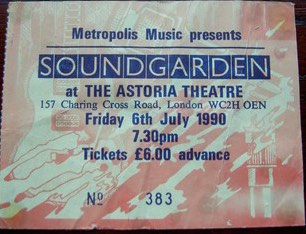 Metropolis Music presents
SOUNDGARDEN
at THE ASTORIA THEATRE
157 Charing Cross Road, London WC2H OEN
Friday 6th July 1990
7.30pm
Tickets £6.00 advance
Nº 383